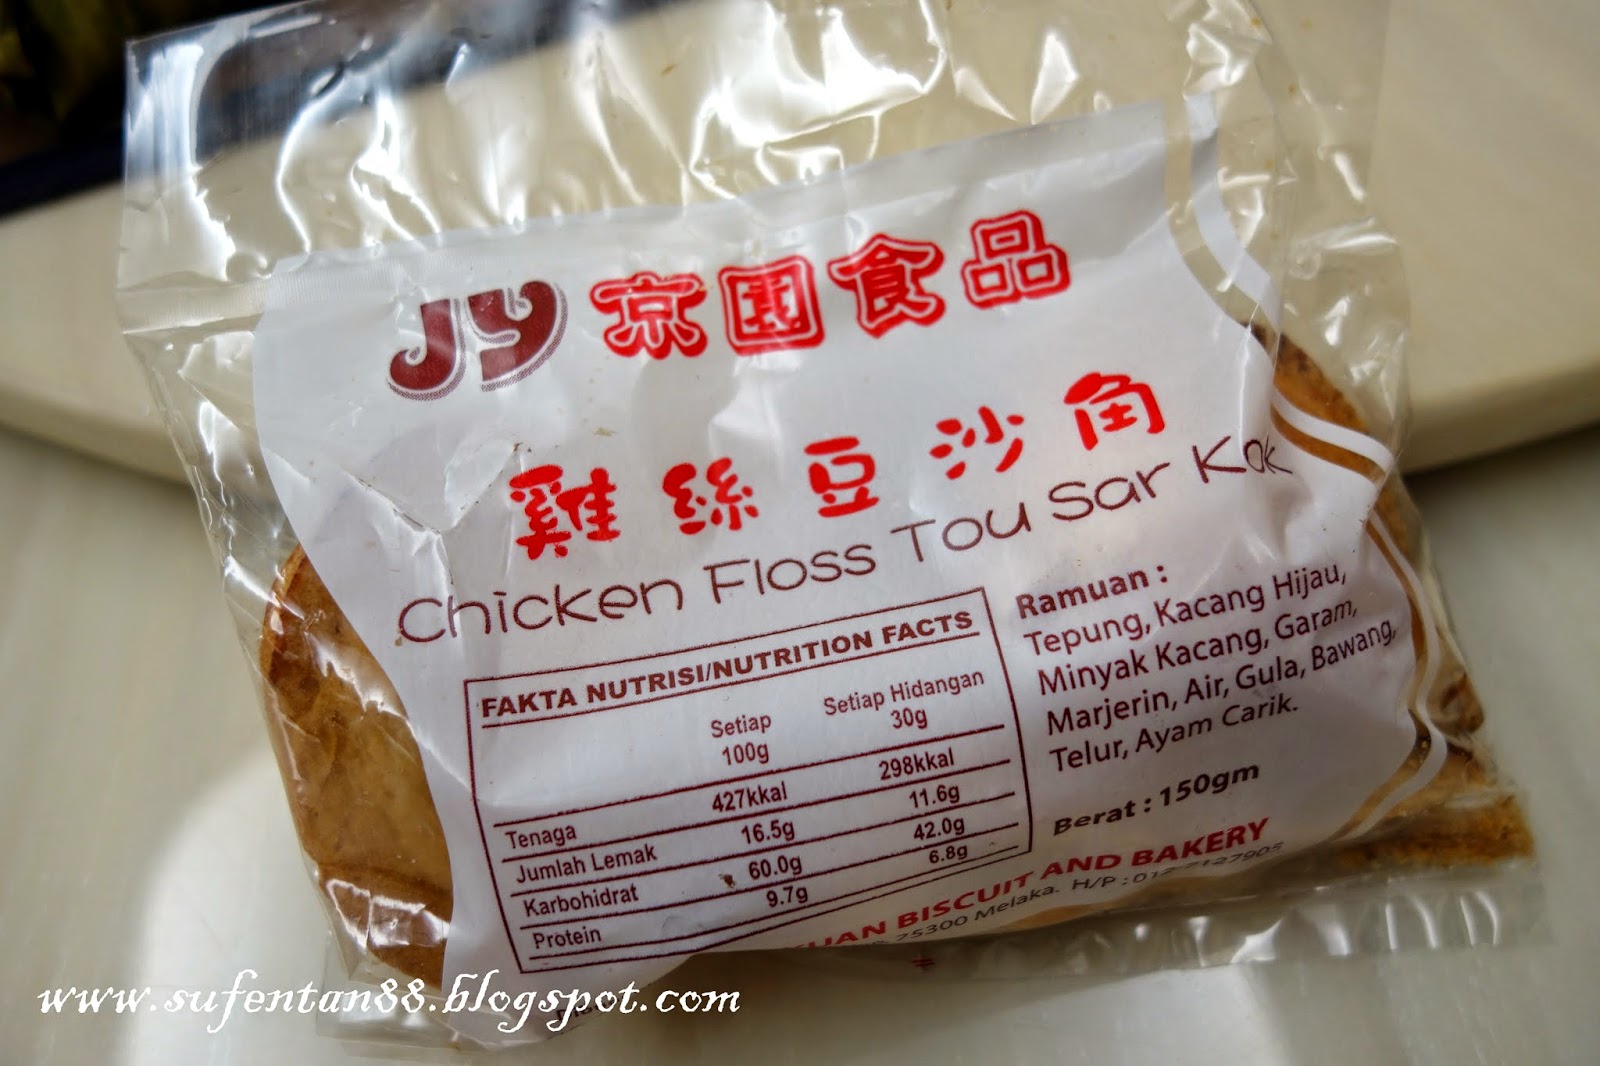 JY 京園食品
雞絲豆沙角
Chicken Floss Tou Sar Kok
FAKTA NUTRISI/NUTRITION FACTS
Setiap 100g Setiap Hidangan 30g
Tenaga 427kkal 298kkal
Jumlah Lemak 16.5g 11.6g
Karbohidrat 60.0g 42.0g
Protein 9.7g 6.8g
Ramuan :
Tepung, Kacang Hijau,
Minyak Kacang, Garam,
Marjerin, Air, Gula, Bawang,
Telur, Ayam Carik.
Berat : 150gm
BISCUIT AND BAKERY
75300 Melaka. H/P : 012-7127905
www.sufentan88.blogspot.com